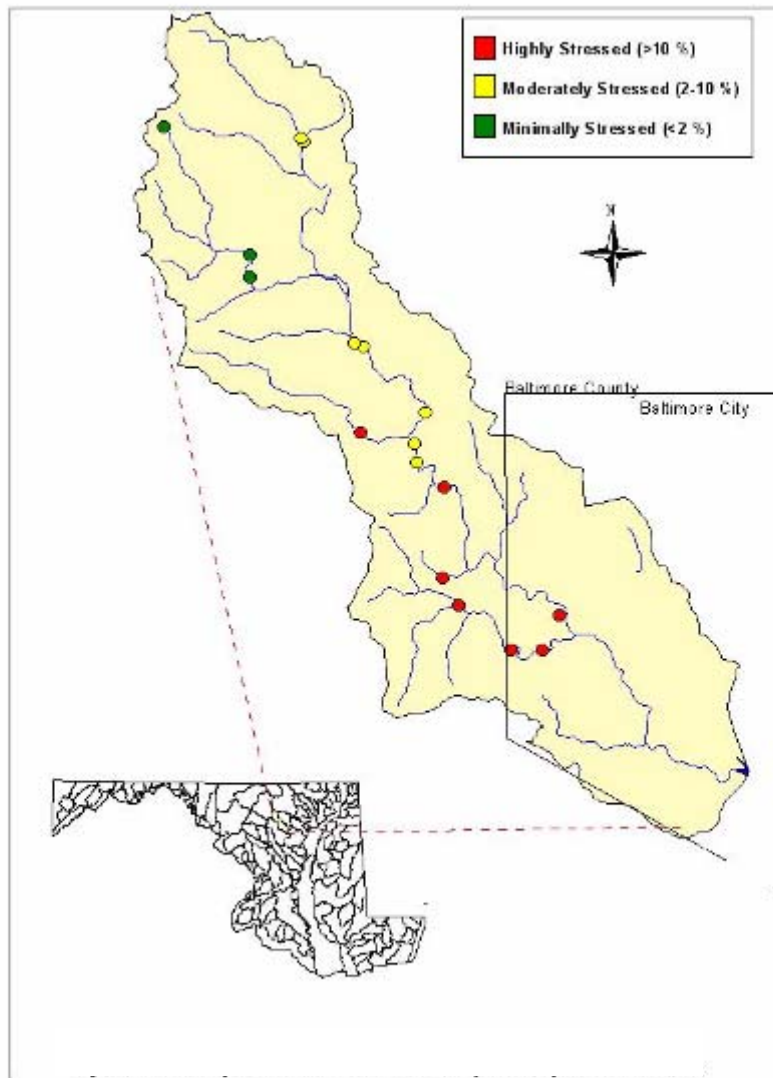 Highly Stressed (>10 %)
Moderately Stressed (2-10 %)
Minimally Stressed (<2 %)
N
Baltimore County
Baltimore City